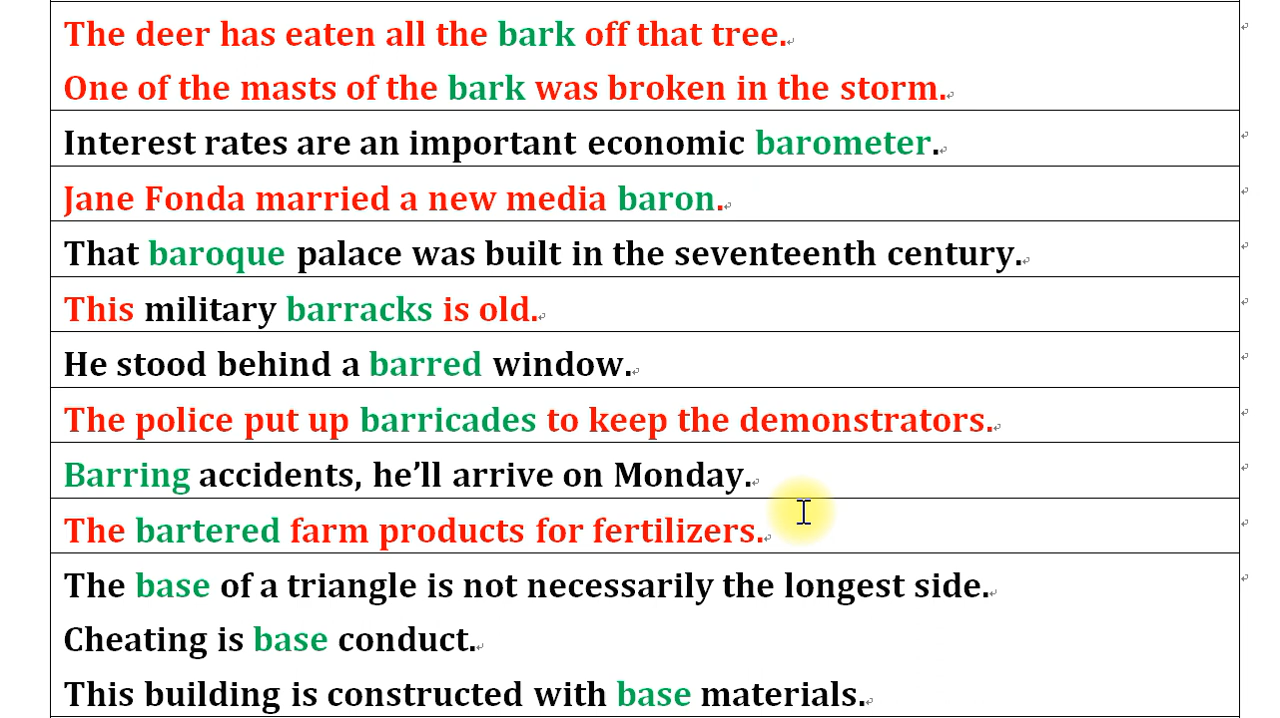 The deer has eaten all the bark off that tree.
One of the masts of the bark was broken in the storm.
Interest rates are an important economic barometer.
Jane Fonda married a new media baron.
That baroque palace was built in the seventeenth century.
This military barracks is old.
He stood behind a barred window.
The police put up barricades to keep the demonstrators.
Barring accidents, he’ll arrive on Monday.
The bartered farm products for fertilizers.
The base of a triangle is not necessarily the longest side.
Cheating is base conduct.
This building is constructed with base materials.